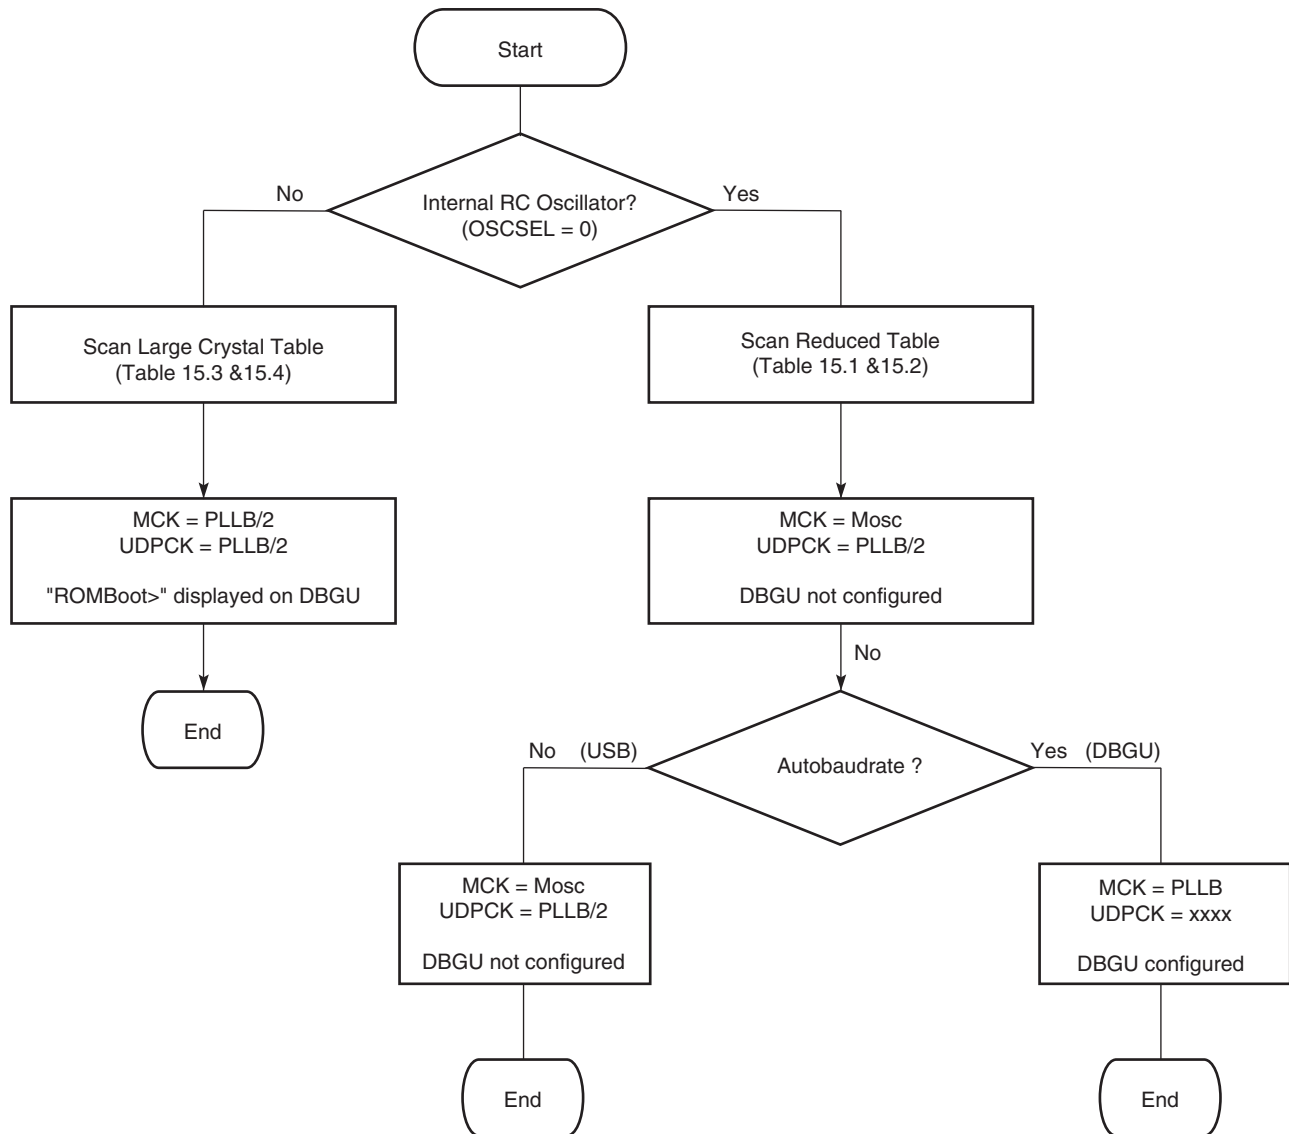 Start
Internal RC Oscillator?
(OSCSEL = 0)
No
Yes
Scan Large Crystal Table
(Table 15.3 &15.4)
Scan Reduced Table
(Table 15.1 &15.2)
MCK = PLLB/2
UDPCK = PLLB/2
"ROMBoot>" displayed on DBGU
MCK = Mosc
UDPCK = PLLB/2
DBGU not configured
No
End
Autobaudrate ?
No (USB)
Yes (DBGU)
MCK = Mosc
UDPCK = PLLB/2
DBGU not configured
MCK = PLLB
UDPCK = xxxx
DBGU configured
End
End